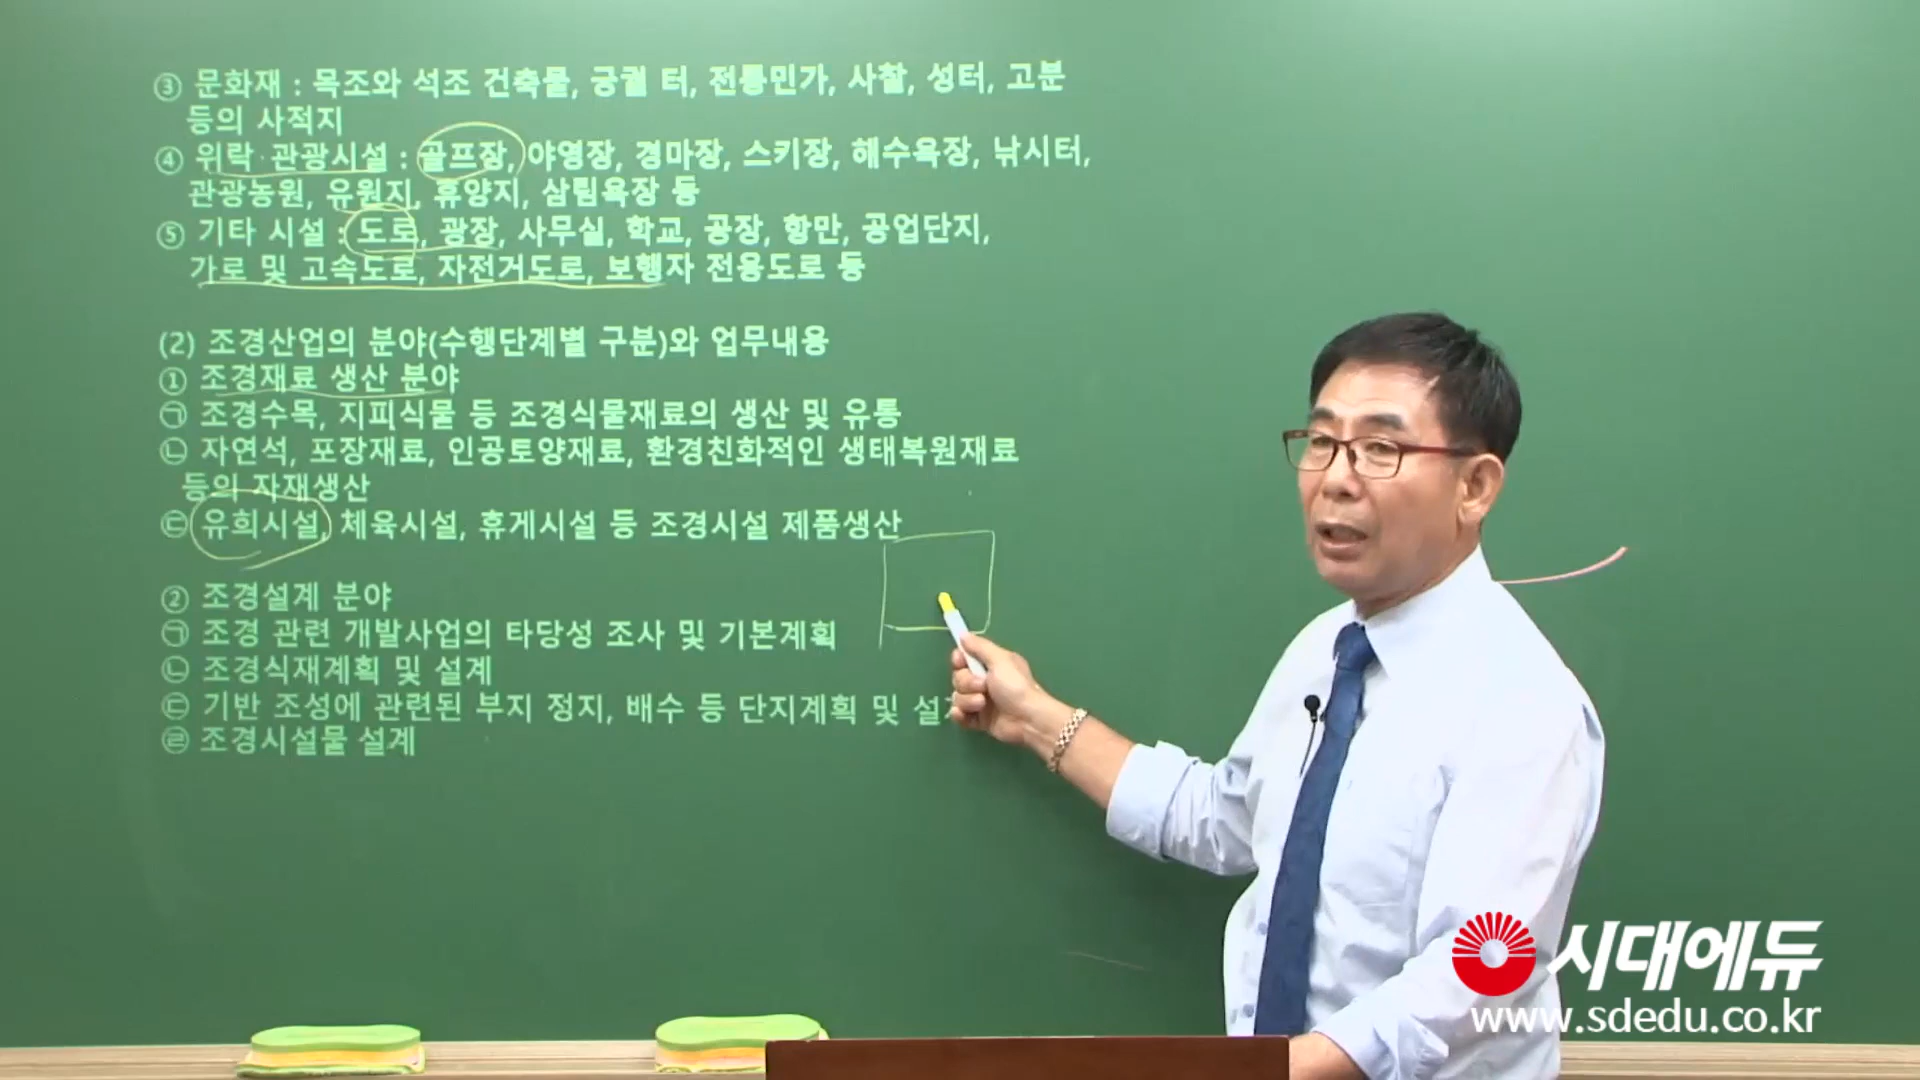 ③ 문화재 : 목조와 석조 건축물, 궁궐 터, 전통민가, 사찰, 성터, 고분
등의 사적지
④ 위락·관광시설 : 골프장, 야영장, 경마장, 스키장, 해수욕장, 낚시터,
관광농원, 유원지, 휴양지, 삼림욕장 등
⑤ 기타 시설 : 도로, 광장, 사무실, 학교, 공장, 항만, 공업단지,
가로 및 고속도로, 자전거도로, 보행자 전용도로 등
(2) 조경산업의 분야(수행단계별 구분)와 업무내용
① 조경재료 생산 분야
㉠ 조경수목, 지피식물 등 조경식물재료의 생산 및 유통
㉡ 자연석, 포장재료, 인공토양재료, 환경친화적인 생태복원재료
등의 자재생산
㉢ 유희시설, 체육시설, 휴게시설 등 조경시설 제품생산
② 조경설계 분야
㉠ 조경 관련 개발사업의 타당성 조사 및 기본계획
㉡ 조경식재계획 및 설계
㉢ 기반 조성에 관련된 부지 정지, 배수 등 단지계획 및 설계
㉣ 조경시설물 설계
시대에듀
www.sdedu.co.kr